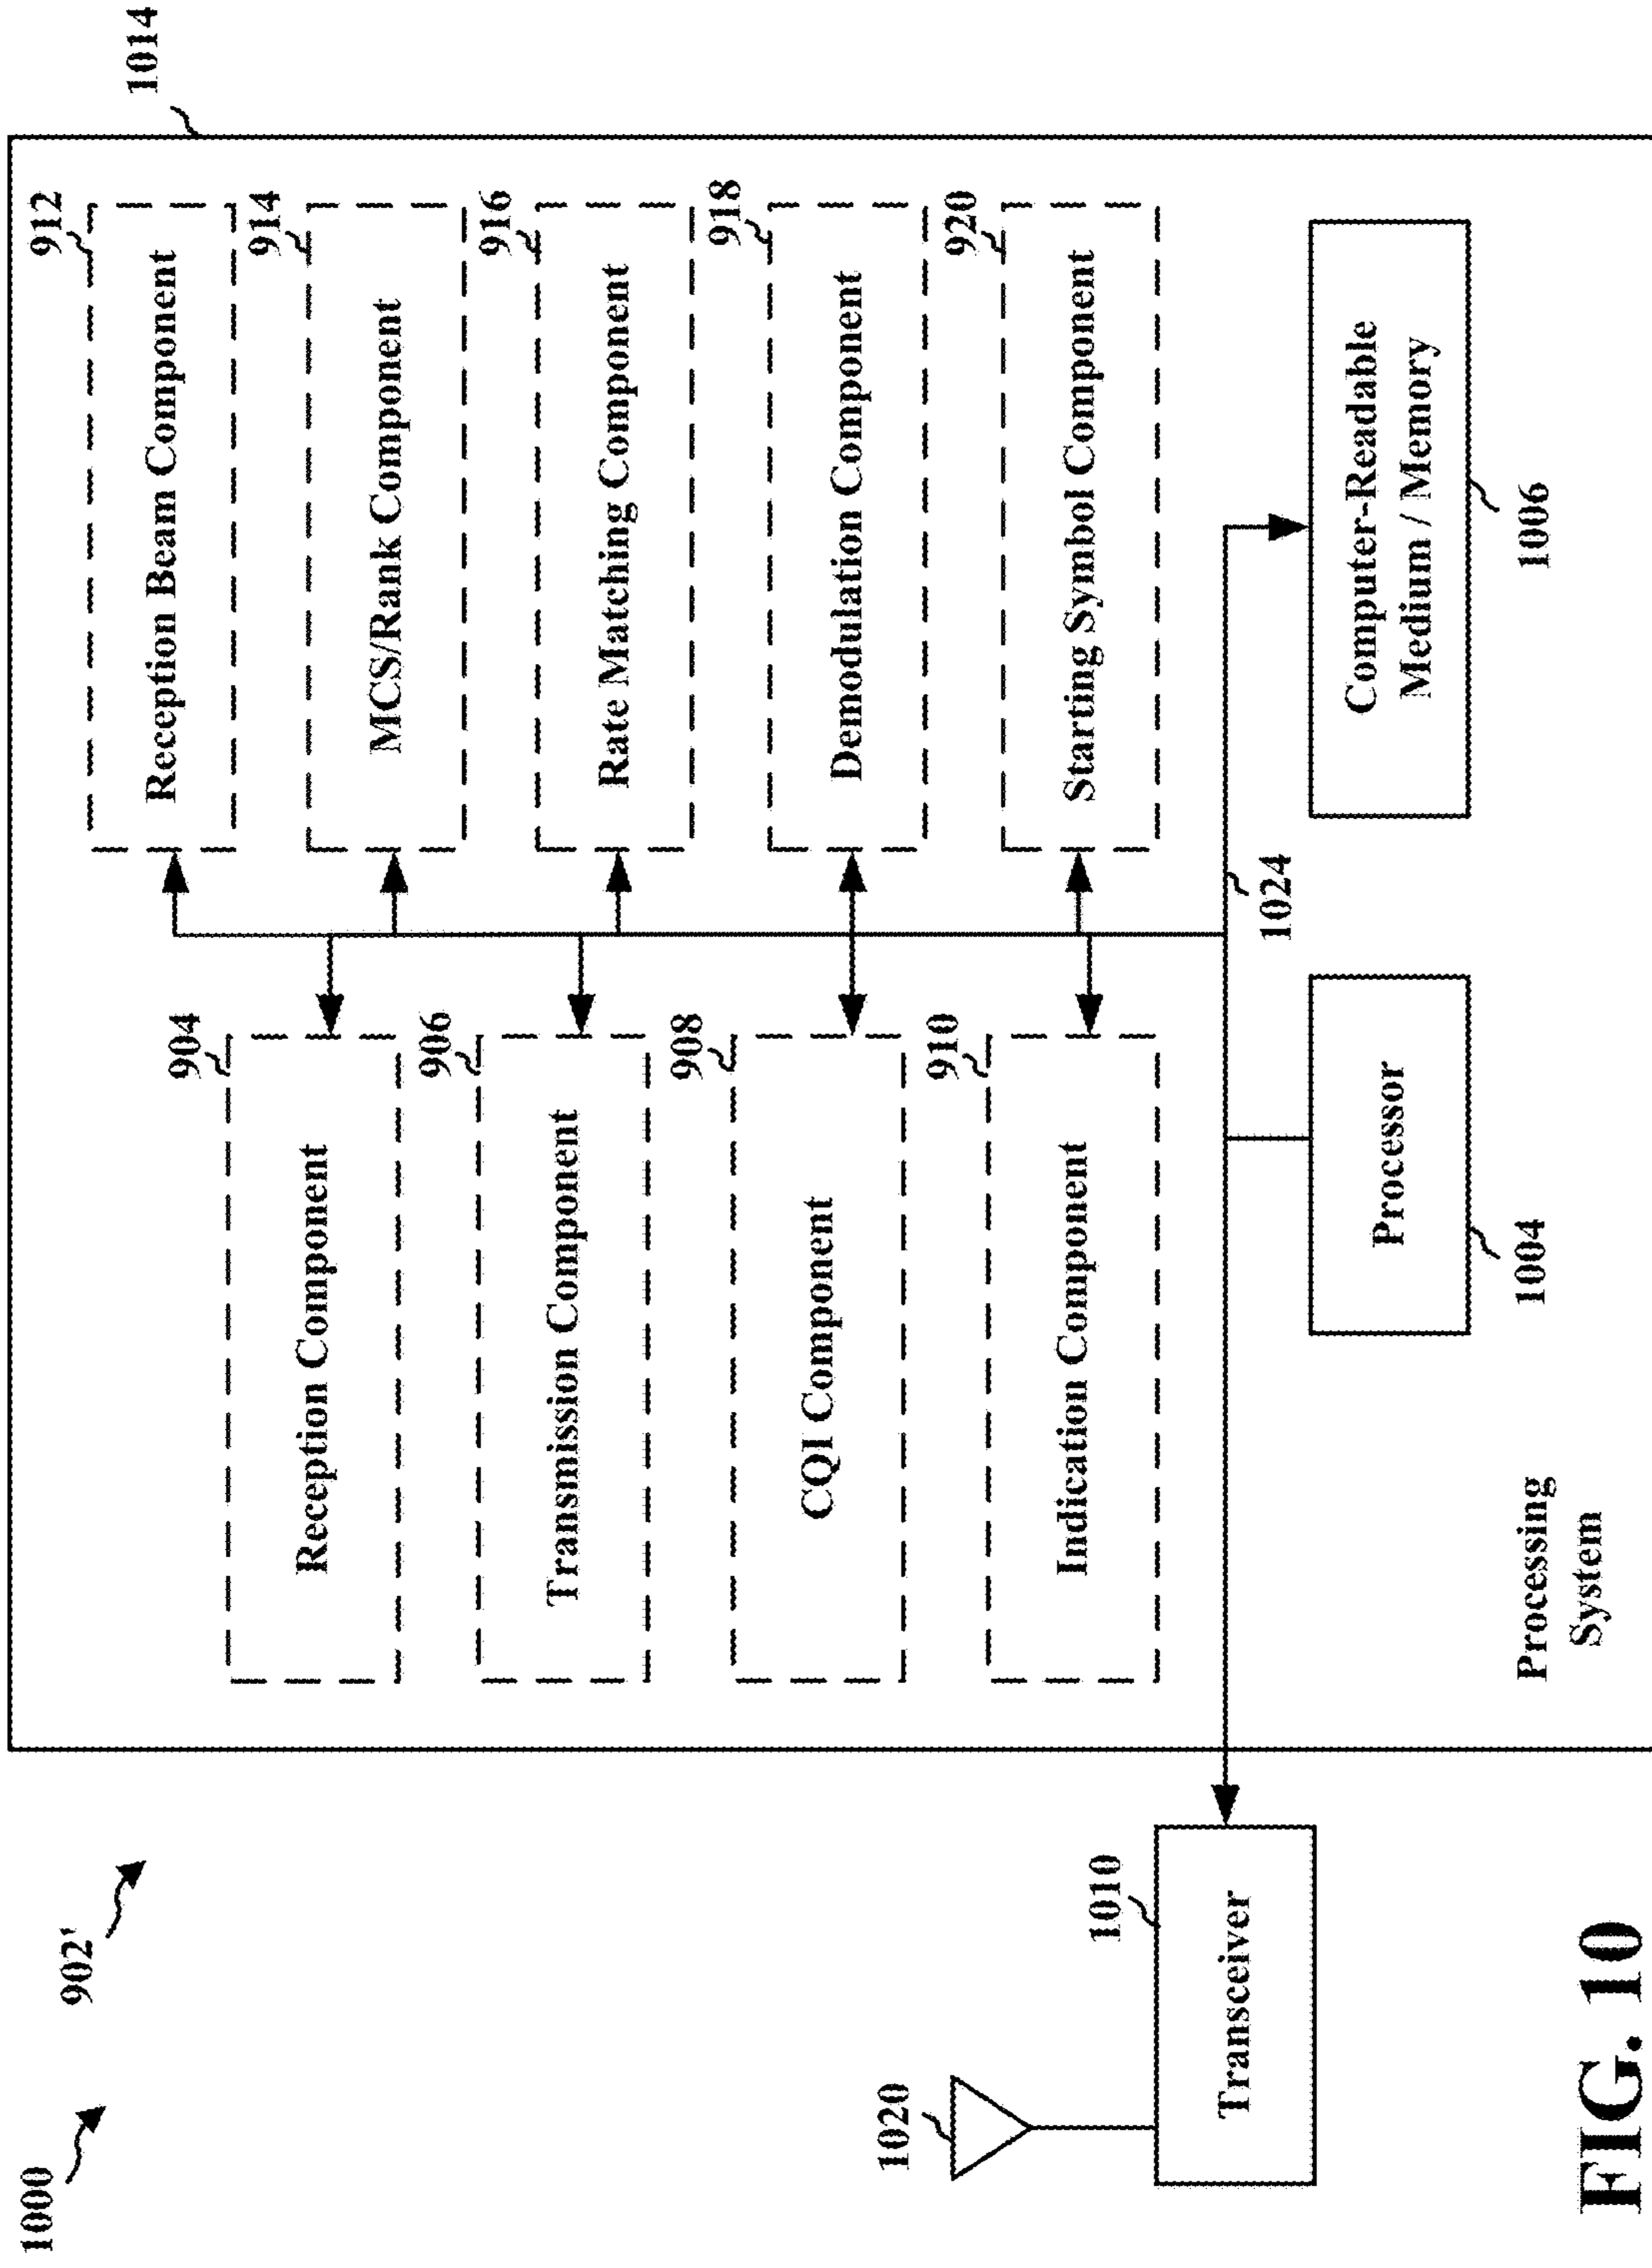 1000
902'
1014
904
Reception Component
906
Transmission Component
908
CQI Component
910
Indication Component
912
Reception Beam Component
914
MCS/Rank Component
916
Rate Matching Component
918
Demodulation Component
920
Starting Symbol Component
1020
1010
Transceiver
1024
Processor
1004
Computer-Readable
Medium / Memory
1006
Processing
System
FIG. 10